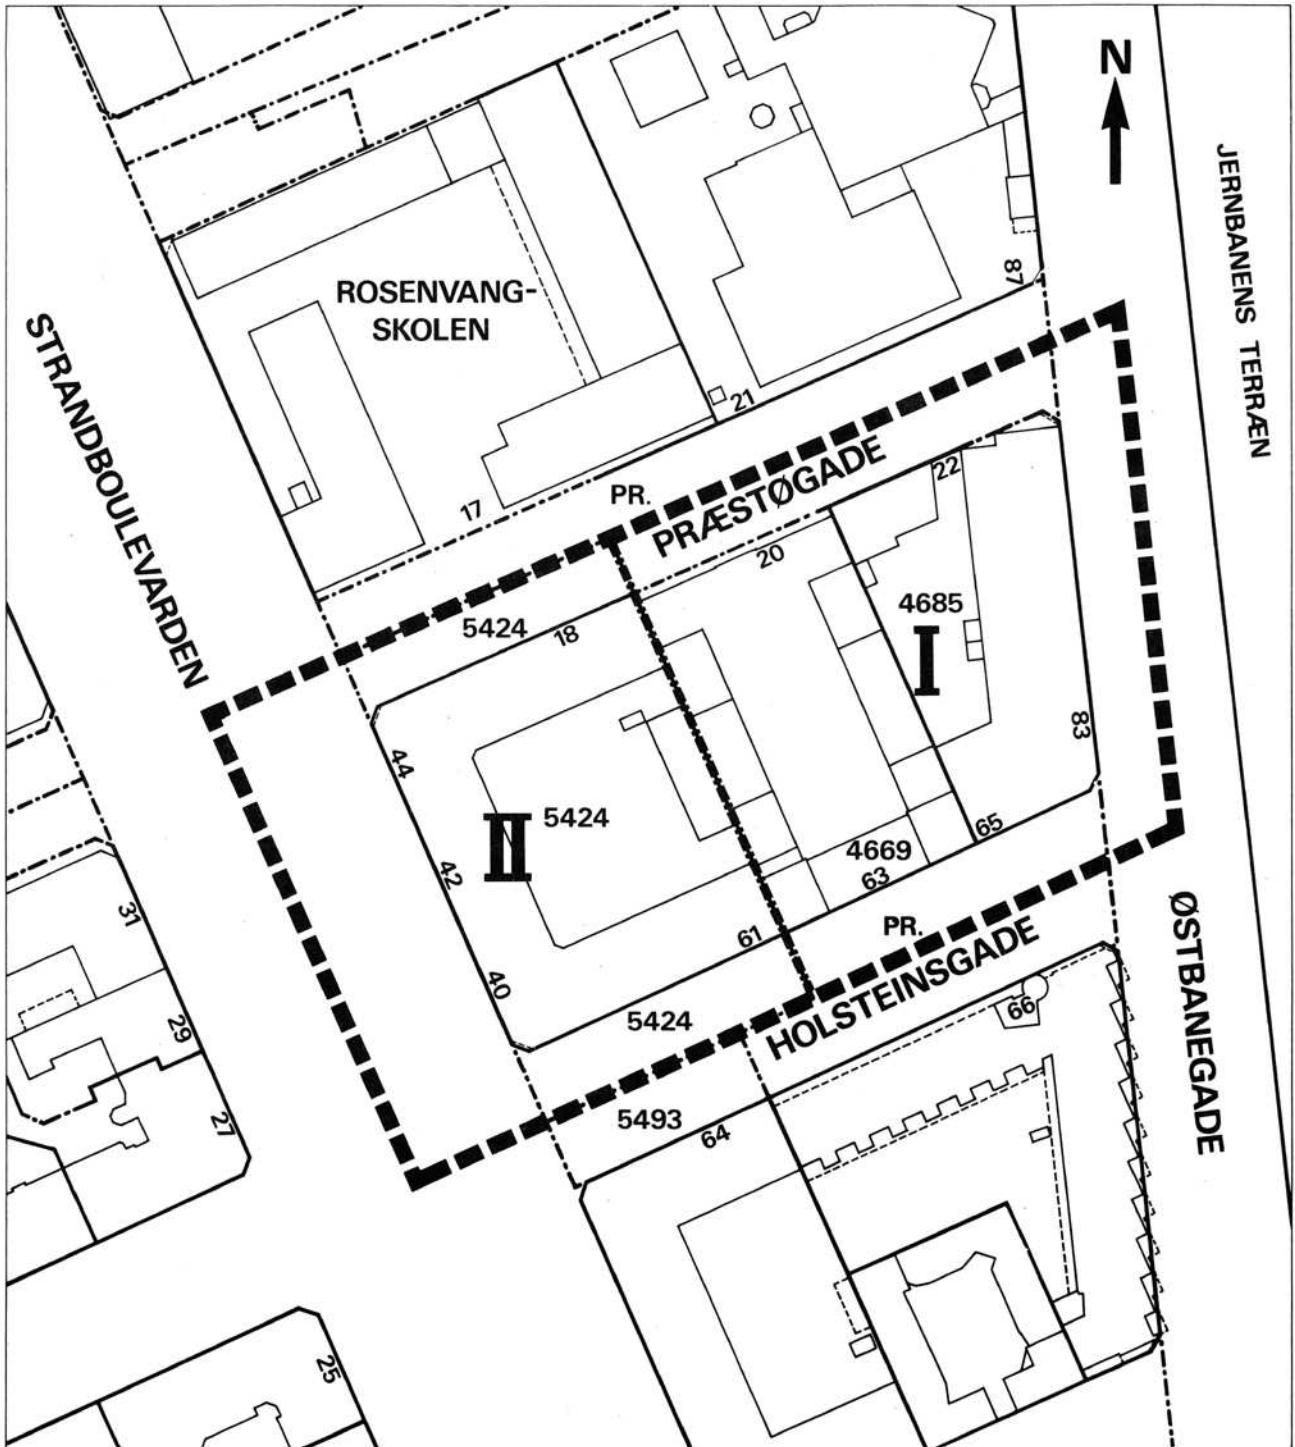 N
JERNBANENS TERRÆN
87
ROSENVANG-
SKOLEN
STRANDBOULEVARDEN
21
17
PR.
PRÆSTØGADE
22
20
5424
18
4685
I
83
44
II
5424
42
65
4669
63
61
PR.
HOLSTEINSGADE
40
5424
66
ØSTBANEGADE
31
29
27
5493
64
25